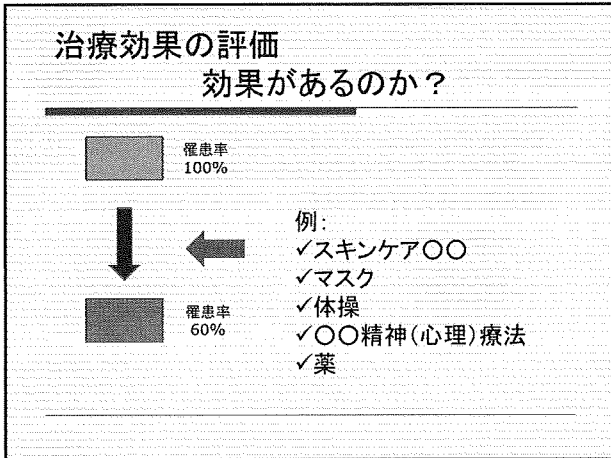 治療効果の評価
効果があるのか？
罹患率
100%
例：
✓スキンケア〇〇
✓マスク
✓体操
✓〇〇精神(心理)療法
✓薬
罹患率
60%